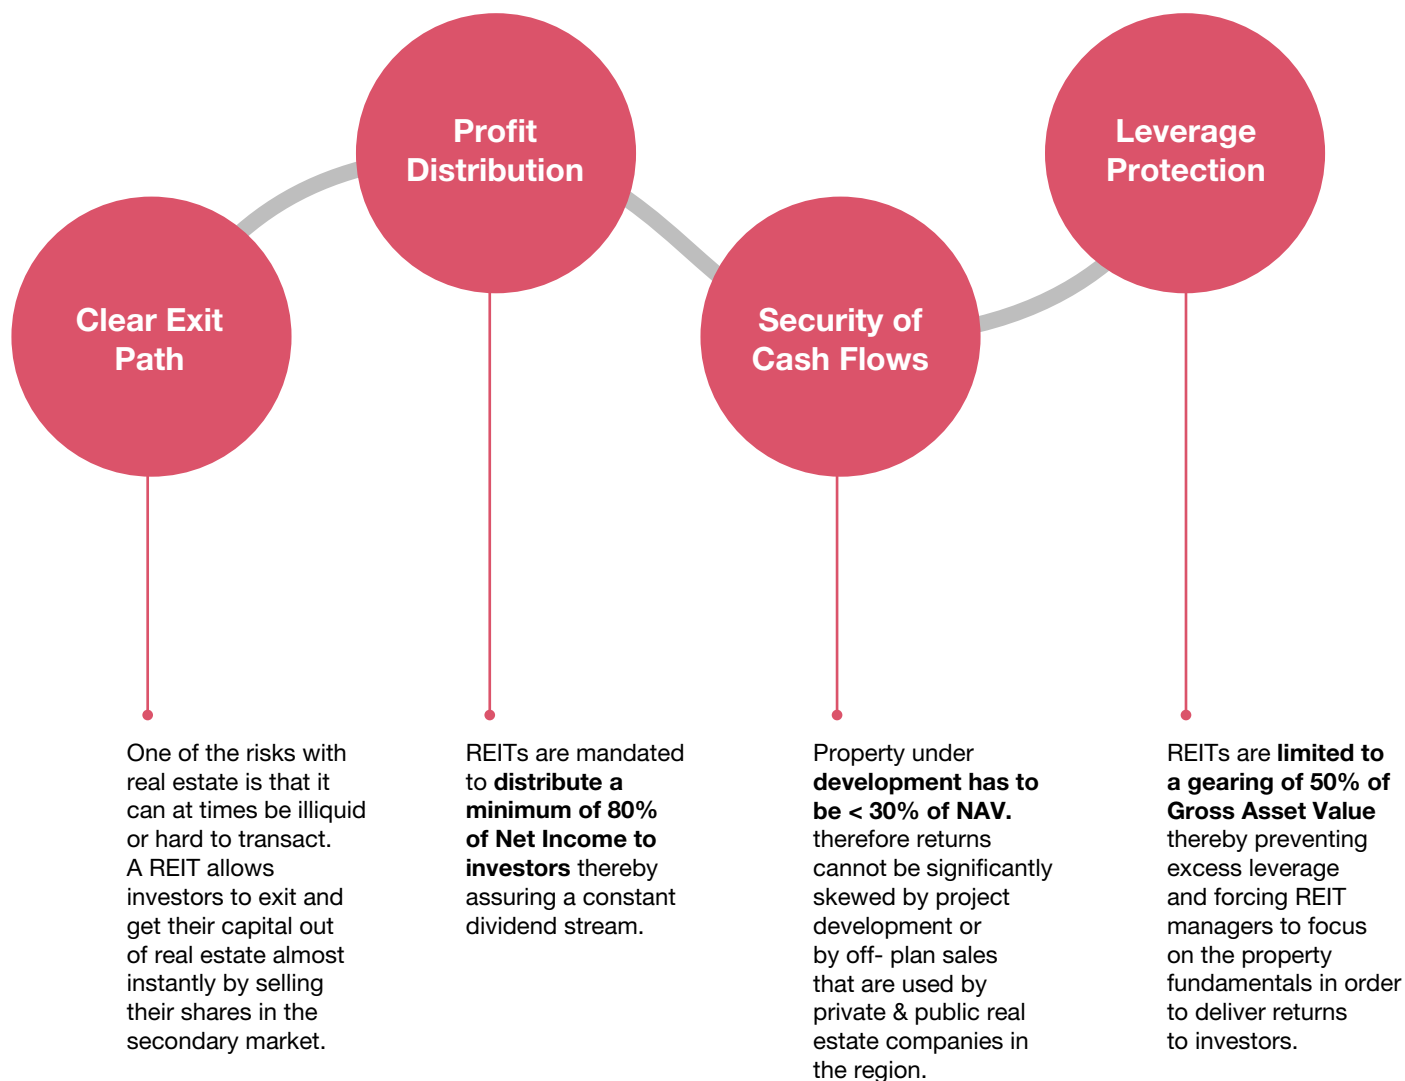 Clear Exit
Path
Profit
Distribution
Security of
Cash Flows
Leverage
Protection
One of the risks with
real estate is that it
can at times be illiquid
or hard to transact.
A REIT allows
investors to exit and
get their capital out
of real estate almost
instantly by selling
their shares in the
secondary market.
REITs are mandated
to distribute a
minimum of 80%
of Net Income to
investors thereby
assuring a constant
dividend stream.
Property under
development has to
be < 30% of NAV.
therefore returns
cannot be significantly
skewed by project
development or
by off- plan sales
that are used by
private & public real
estate companies in
the region.
REITs are limited to
a gearing of 50% of
Gross Asset Value
thereby preventing
excess leverage
and forcing REIT
managers to focus
on the property
fundamentals in order
to deliver returns
to investors.